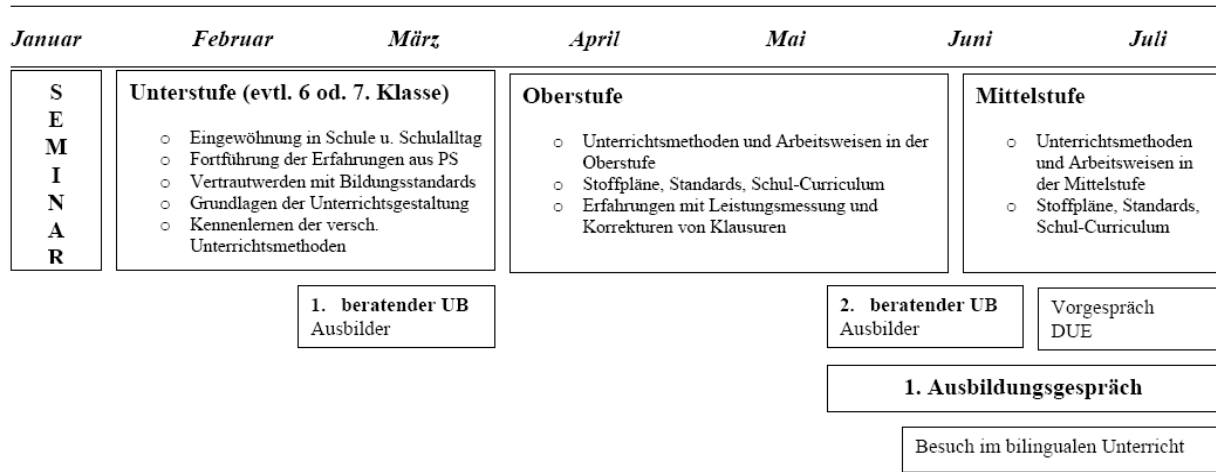 Januar Februar März April Mai Juni Juli
S
E
M
I
N
A
R
Unterstufe (evtl. 6 od. 7. Klasse)
o Eingewöhnung in Schule u. Schulalltag
o Fortführung der Erfahrungen aus PS
o Vertrautwerden mit Bildungsstandards
o Grundlagen der Unterrichtsgestaltung
o Kennenlernen der versch.
Unterrichtsmethoden
Oberstufe
o Unterrichtsmethoden und Arbeitsweisen in der
Oberstufe
o Stoffpläne, Standards, Schul-Curriculum
o Erfahrungen mit Leistungsmessung und
Korrekturen von Klausuren
Mittelstufe
o Unterrichtsmethoden
und Arbeitsweisen in
der Mittelstufe
o Stoffpläne, Standards,
Schul-Curriculum
1. beratender UB
Ausbilder
2. beratender UB
Ausbilder
Vorgespräch
DUE
1. Ausbildungsgespräch
Besuch im bilingualen Unterricht